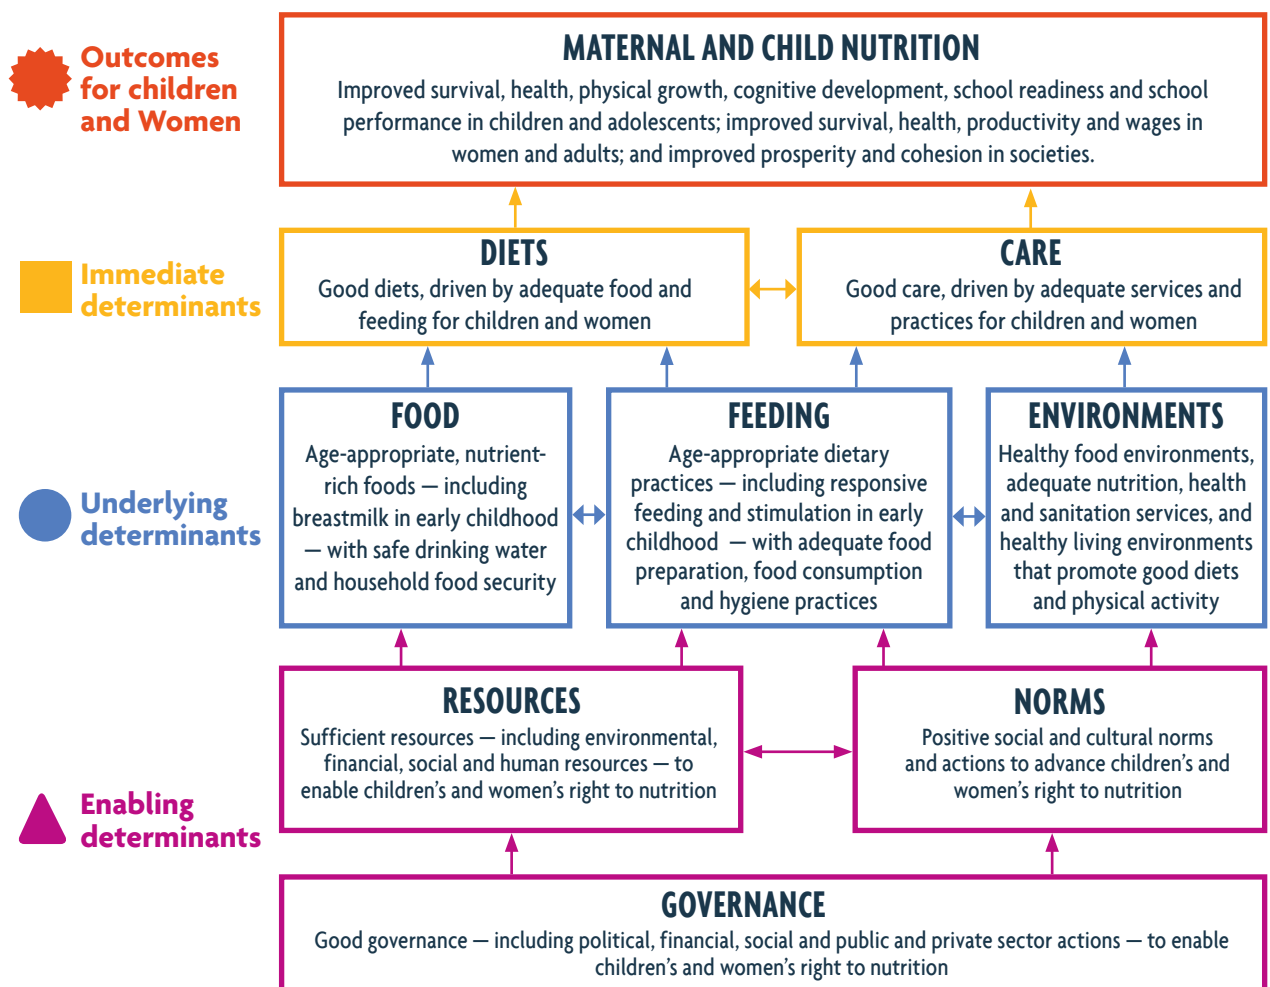 Outcomes
for children
and Women
MATERNAL AND CHILD NUTRITION
Improved survival, health, physical growth, cognitive development, school readiness and school
performance in children and adolescents; improved survival, health, productivity and wages in
women and adults; and improved prosperity and cohesion in societies.
Immediate
determinants
DIETS
Good diets, driven by adequate food and
feeding for children and women
CARE
Good care, driven by adequate services and
practices for children and women
Underlying
determinants
FOOD
Age-appropriate, nutrient-
rich foods — including
breastmilk in early childhood
— with safe drinking water
and household food security
FEEDING
Age-appropriate dietary
practices — including responsive
feeding and stimulation in early
childhood — with adequate food
preparation, food consumption
and hygiene practices
ENVIRONMENTS
Healthy food environments,
adequate nutrition, health
and sanitation services, and
healthy living environments
that promote good diets
and physical activity
Enabling
determinants
RESOURCES
Sufficient resources — including environmental,
financial, social and human resources — to
enable children’s and women’s right to nutrition
NORMS
Positive social and cultural norms
and actions to advance children’s and
women’s right to nutrition
GOVERNANCE
Good governance — including political, financial, social and public and private sector actions — to enable
children’s and women’s right to nutrition